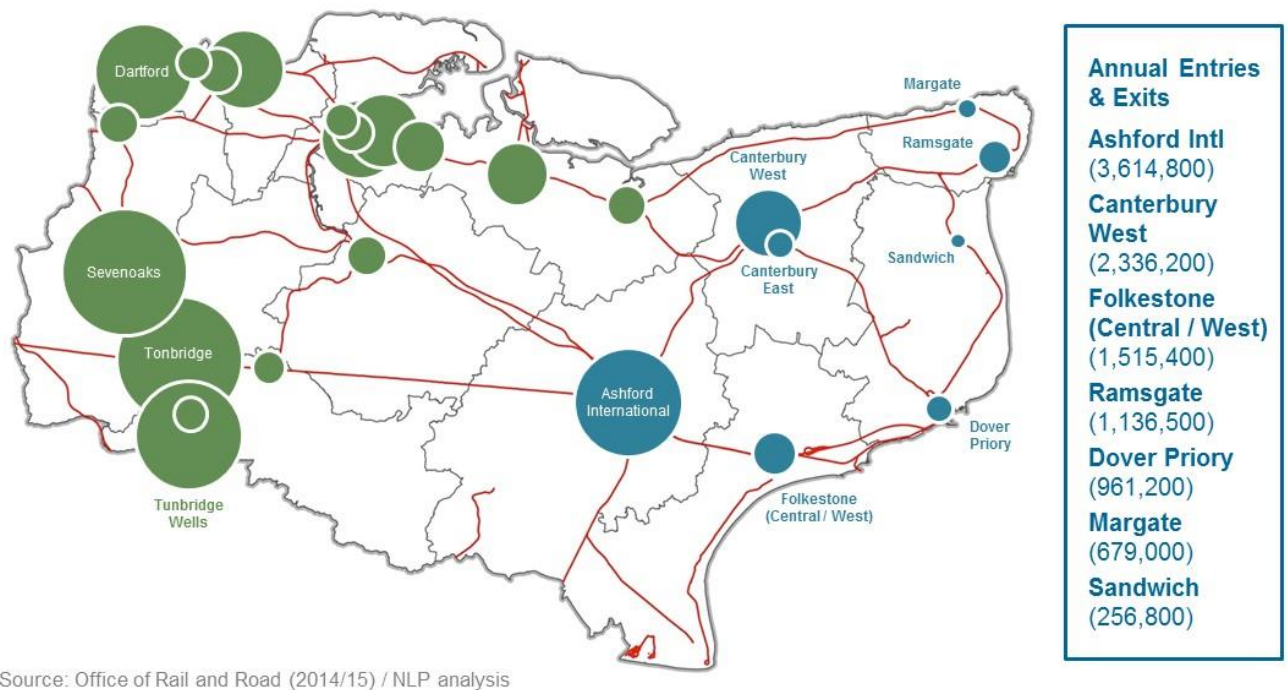 Dartford
Sevenoaks
Tonbridge
Tunbridge
Wells
Ashford
International
Canterbury
West
Canterbury
East
Margate
Ramsgate
Sandwich
Dover
Priory
Folkestone
(Central / West)
Annual Entries
& Exits
Ashford Intl
(3,614,800)
Canterbury
West
(2,336,200)
Folkestone
(Central / West)
(1,515,400)
Ramsgate
(1,136,500)
Dover Priory
(961,200)
Margate
(679,000)
Sandwich
(256,800)
Source: Office of Rail and Road (2014/15) / NLP analysis